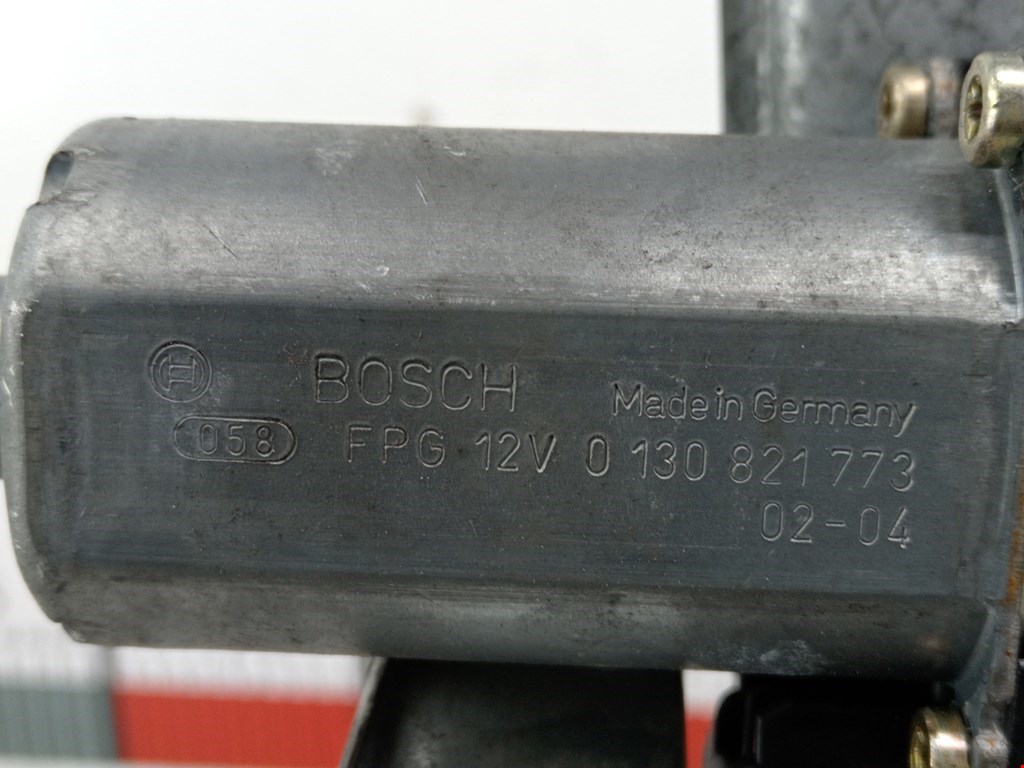 BOSCH Made in Germany
058 FPG 12V 0 130 821 773
02-04